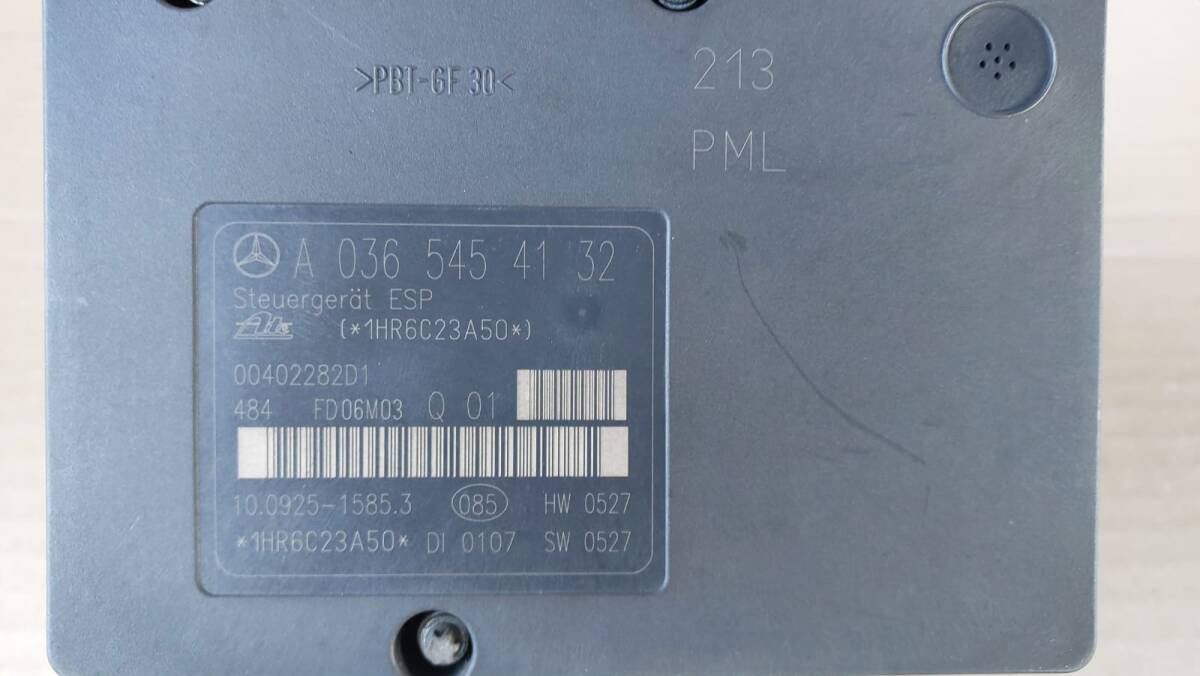 >PBT-GF 30<
213
PML
A 036 545 41 32
Steuergerät ESP
Ate (*1HR6C23A50*)
00402282D1
484 FD06M03 Q 01
10.0925-1585.3 085 HW 0527
*1HR6C23A50* DI 0107 SW 0527